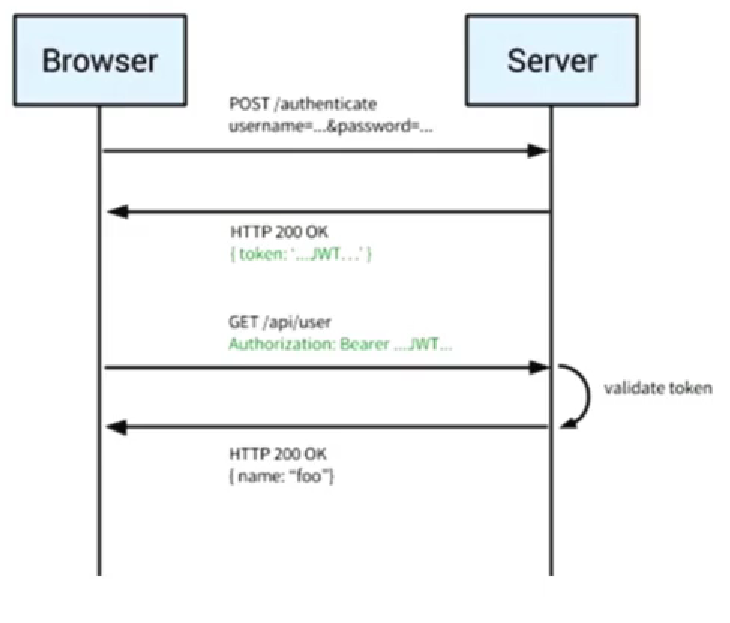 Browser
Server
POST /authenticate
username=...&password=...
HTTP 200 OK
{ token: '...JWT...' }
GET /api/user
Authorization: Bearer ...JWT...
validate token
HTTP 200 OK
{ name: "foo"}